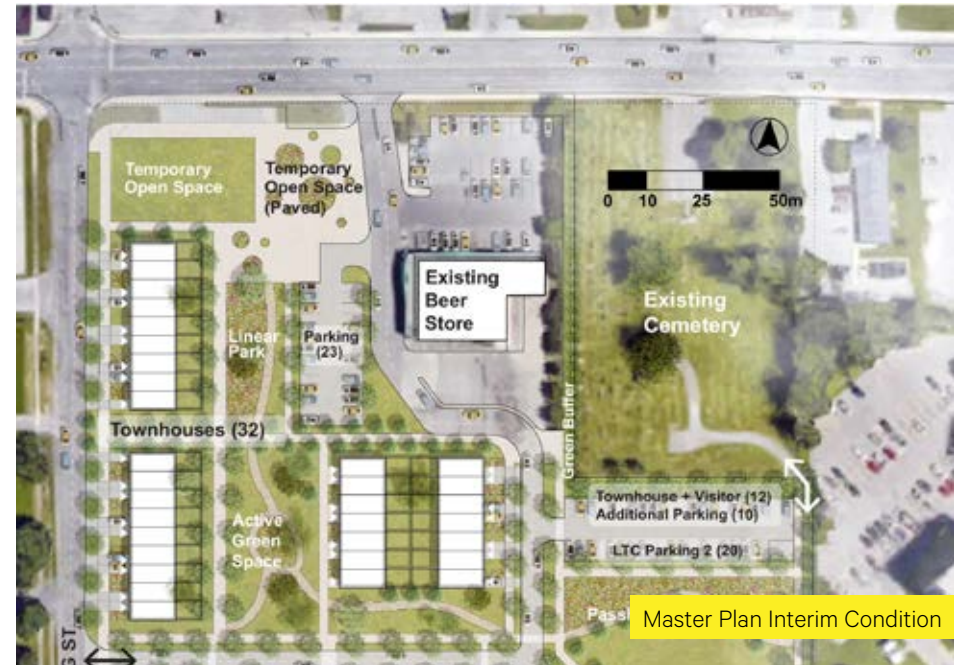 Temporary
Open Space
Temporary
Open Space
(Paved)
0 10 25 50m
Existing
Beer
Store
Existing
Cemetery
Linear
Park
Parking
(23)
Green Buffer
Townhouses (32)
Townhouse + Visitor (12)
Additional Parking (10)
LTC Parking 2 (20)
Active
Green
Space
Master Plan Interim Condition
ST